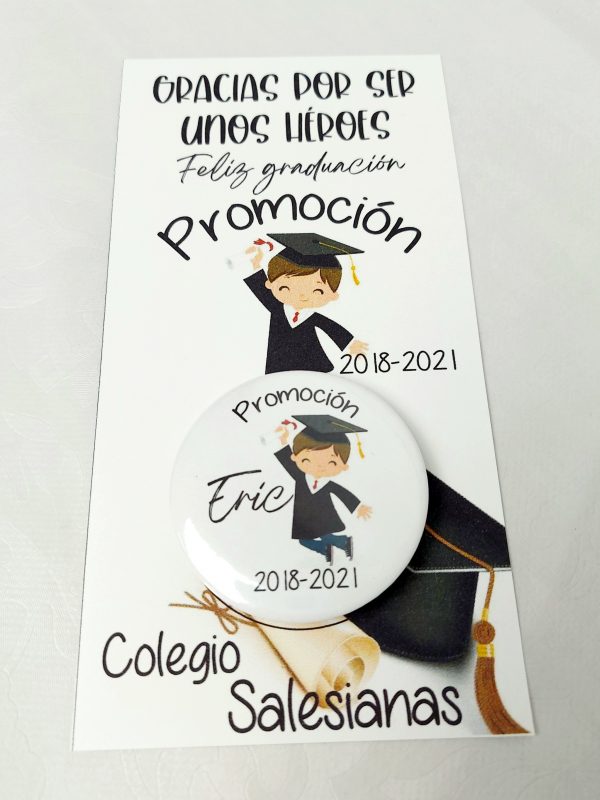 GRACIAS POR SER
UNOS HÉROES
Feliz graduación
Promoción
2018-2021
Promoción
Eric
2018-2021
Colegio
Salesianas